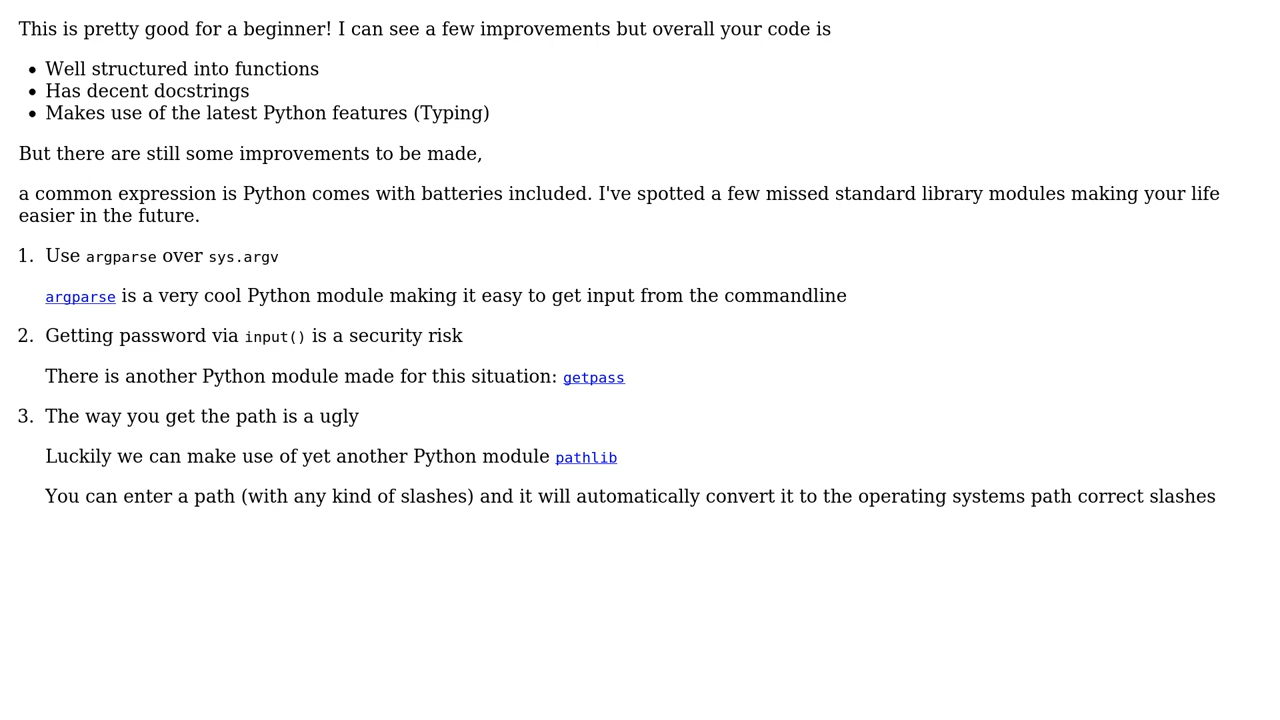 This is pretty good for a beginner! I can see a few improvements but overall your code is
• Well structured into functions
• Has decent docstrings
• Makes use of the latest Python features (Typing)
But there are still some improvements to be made,
a common expression is Python comes with batteries included. I've spotted a few missed standard library modules making your life
easier in the future.
1. Use argparse over sys.argv
argparse is a very cool Python module making it easy to get input from the commandline
2. Getting password via input() is a security risk
There is another Python module made for this situation: getpass
3. The way you get the path is a ugly
Luckily we can make use of yet another Python module pathlib
You can enter a path (with any kind of slashes) and it will automatically convert it to the operating systems path correct slashes